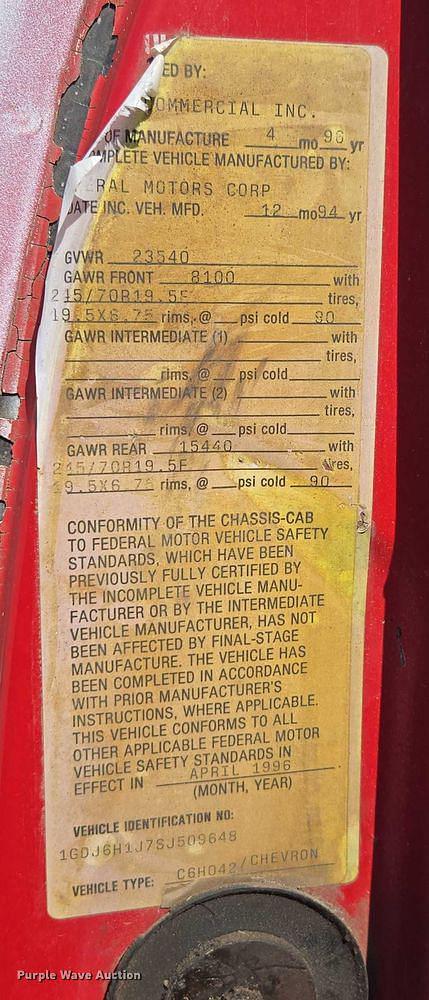 ED BY:
COMMERCIAL INC.
OF MANUFACTURE 4 mo 96 yr
OMPLETE VEHICLE MANUFACTURED BY:
ERAL MOTORS CORP
DATE INC. VEH. MFD. 12 mo 94 yr
GVWR 23540
GAWR FRONT 8100 with
245/70R19.5F tires,
19.5X6.75 rims, @ psi cold 90
GAWR INTERMEDIATE (1) with
tires,
rims, @ psi cold
GAWR INTERMEDIATE (2) with
tires,
rims, @ psi cold
GAWR REAR 15440 with
245/70R19.5F tires,
19.5X6.75 rims, @ psi cold 90
CONFORMITY OF THE CHASSIS-CAB
TO FEDERAL MOTOR VEHICLE SAFETY
STANDARDS, WHICH HAVE BEEN
PREVIOUSLY FULLY CERTIFIED BY
THE INCOMPLETE VEHICLE MANU-
FACTURER OR BY THE INTERMEDIATE
VEHICLE MANUFACTURER, HAS NOT
BEEN AFFECTED BY FINAL-STAGE
MANUFACTURE. THE VEHICLE HAS
BEEN COMPLETED IN ACCORDANCE
WITH PRIOR MANUFACTURER'S
INSTRUCTIONS, WHERE APPLICABLE.
THIS VEHICLE CONFORMS TO ALL
OTHER APPLICABLE FEDERAL MOTOR
VEHICLE SAFETY STANDARDS IN
EFFECT IN APRIL 1996
(MONTH, YEAR)
VEHICLE IDENTIFICATION NO:
1GDJ6H1J7SJ509648
VEHICLE TYPE: C6H042/CHEVRON
Purple Wave Auction